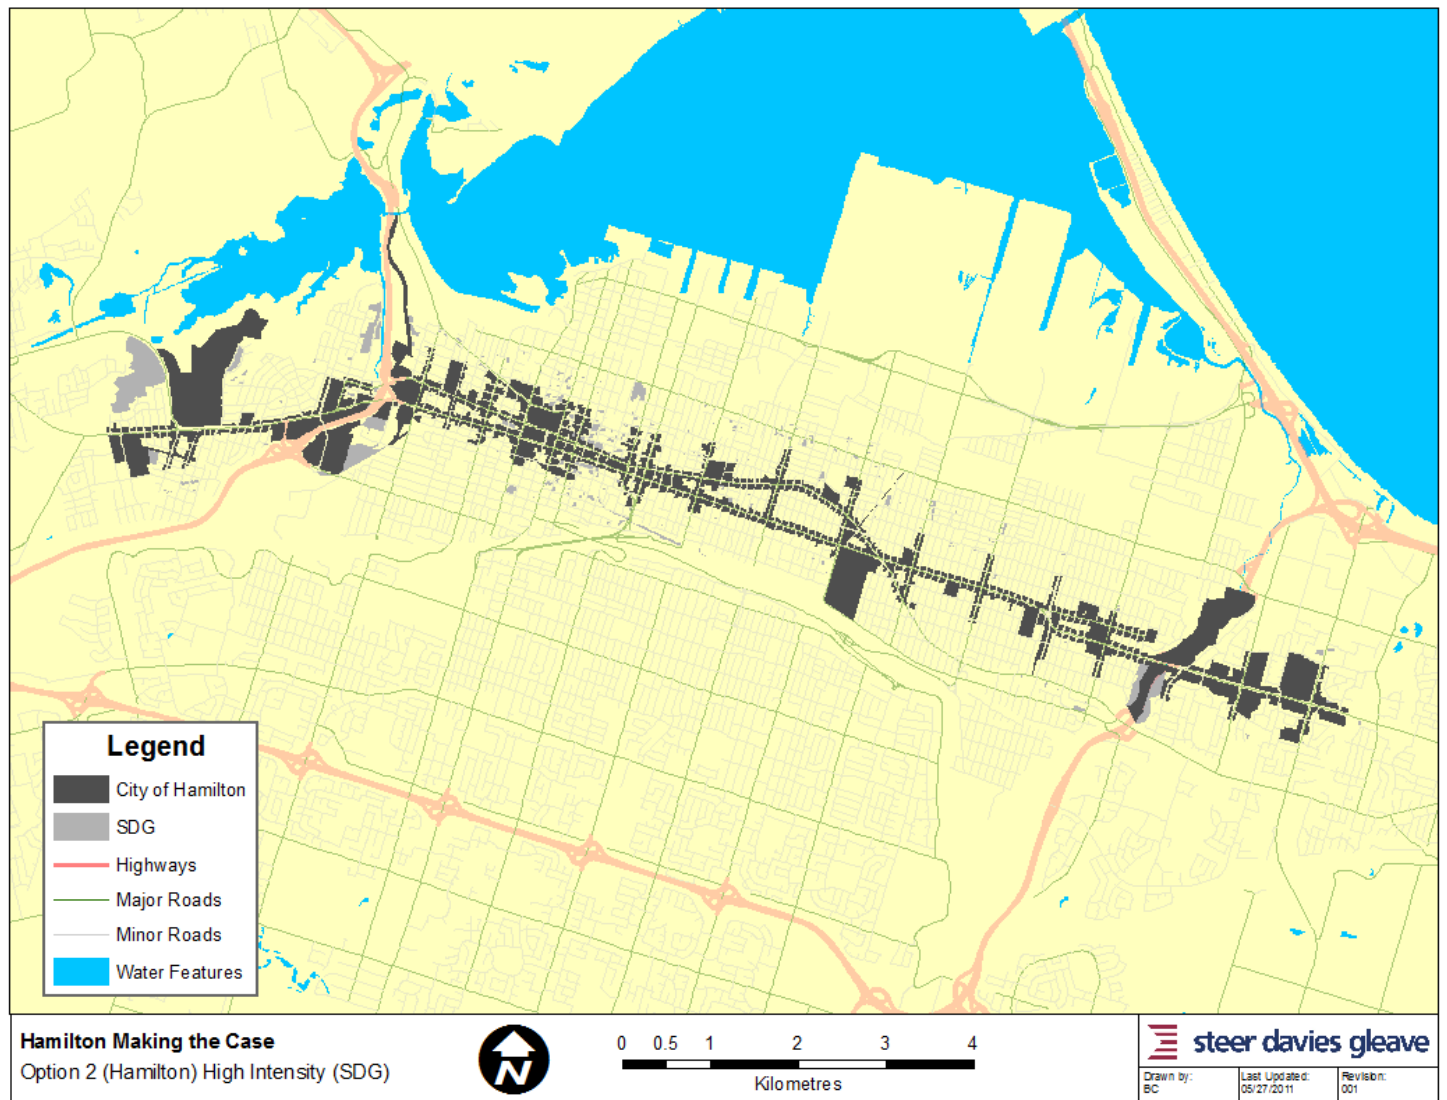 Legend
City of Hamilton
SDG
Highways
Major Roads
Minor Roads
Water Features
Hamilton Making the Case
Option 2 (Hamilton) High Intensity (SDG)
N
0 0.5 1 2 3 4
Kilometres
steer davies gleave
Drawn by: Last Updated: Revision:
BC 05/27/2011 001